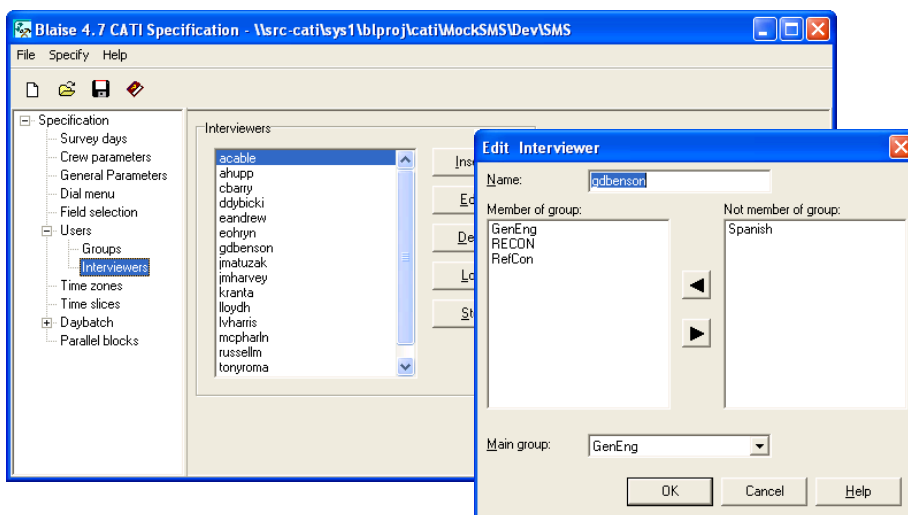 Blaise 4.7 CATI Specification - \\src-cati\sys1\blproj\cati\MockSMS\Dev\SMS
File Specify Help
Specification
Survey days
Crew parameters
General Parameters
Dial menu
Field selection
Users
Groups
Interviewers
Time zones
Time slices
Daybatch
Parallel blocks
Interviewers
acable
ahupp
cbarry
ddybicki
eandrew
eohryn
gdbenson
jmatuzak
jmharvey
kranta
lloydh
lvharris
mcpharln
russellm
tonyroma
Edit Interviewer
Name: gdbenson
Member of group:
GenEng
RECON
RefCon
Not member of group:
Spanish
Main group: GenEng
OK Cancel Help